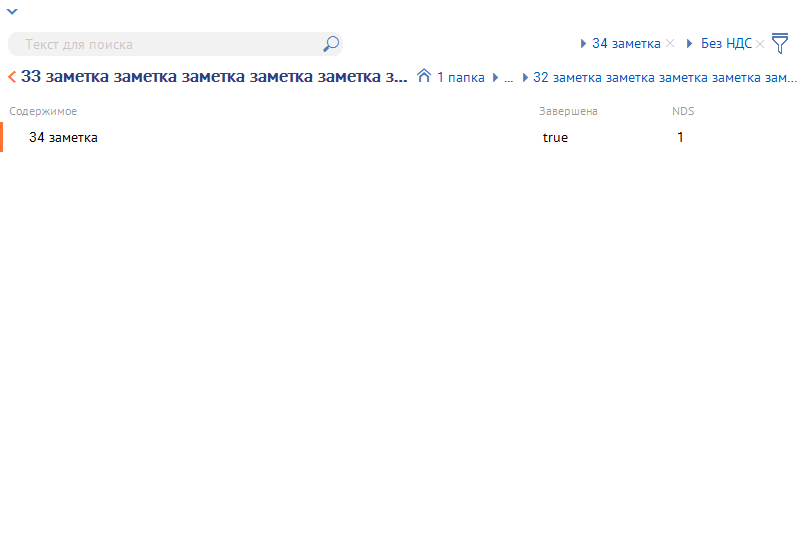 Текст для поиска 34 заметка Без НДС
33 заметка заметка заметка заметка заметка з... 1 папка ... 32 заметка заметка заметка заметка зам...
Содержимое Завершена NDS
34 заметка true 1